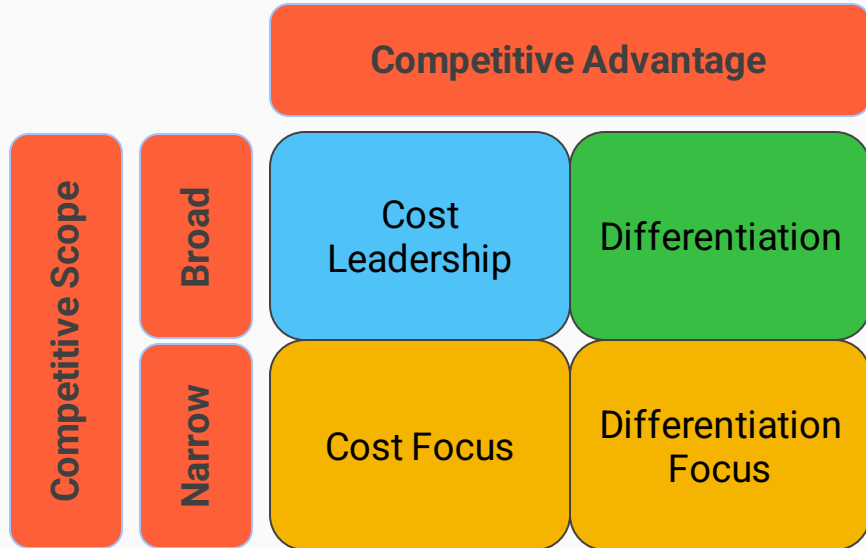 Competitive Advantage
Competitive Scope
Broad
Cost
Leadership
Differentiation
Narrow
Cost Focus
Differentiation
Focus